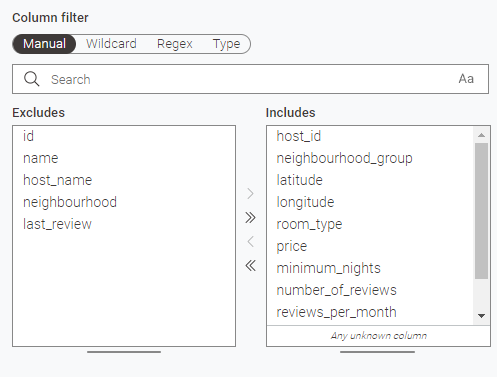 Column filter
Manual Wildcard Regex Type
Search Aa
Excludes
id
name
host_name
neighbourhood
last_review
Includes
host_id
neighbourhood_group
latitude
longitude
room_type
price
minimum_nights
number_of_reviews
reviews_per_month
Any unknown column